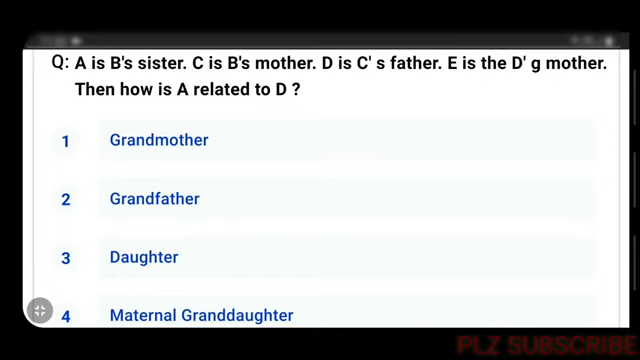 Q: A is B's sister. C is B's mother. D is C' s father. E is the D' g mother.
Then how is A related to D ?
1 Grandmother
2 Grandfather
3 Daughter
4 Maternal Granddaughter
PLZ SUBSCRIBE